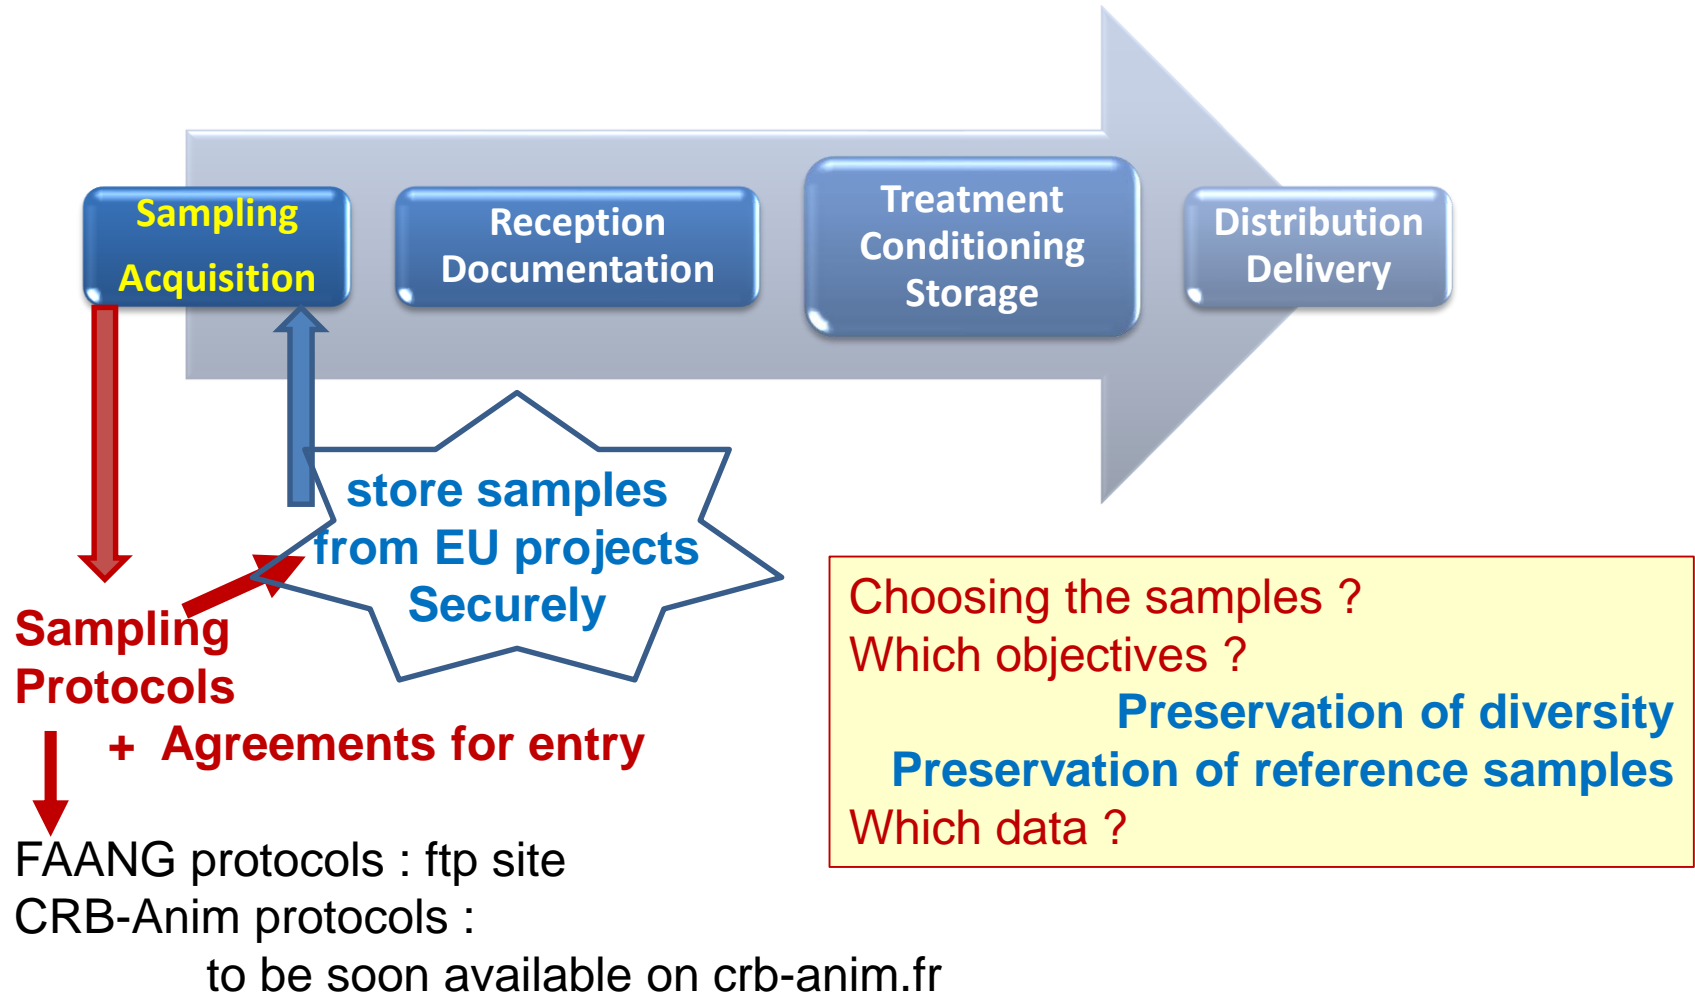 Sampling
Acquisition
Reception
Documentation
Treatment
Conditioning
Storage
Distribution
Delivery
store samples
from EU projects
Securely
Sampling
Protocols
+ Agreements for entry
FAANG protocols : ftp site
CRB-Anim protocols :
to be soon available on crb-anim.fr
Choosing the samples ?
Which objectives ?
Preservation of diversity
Preservation of reference samples
Which data ?